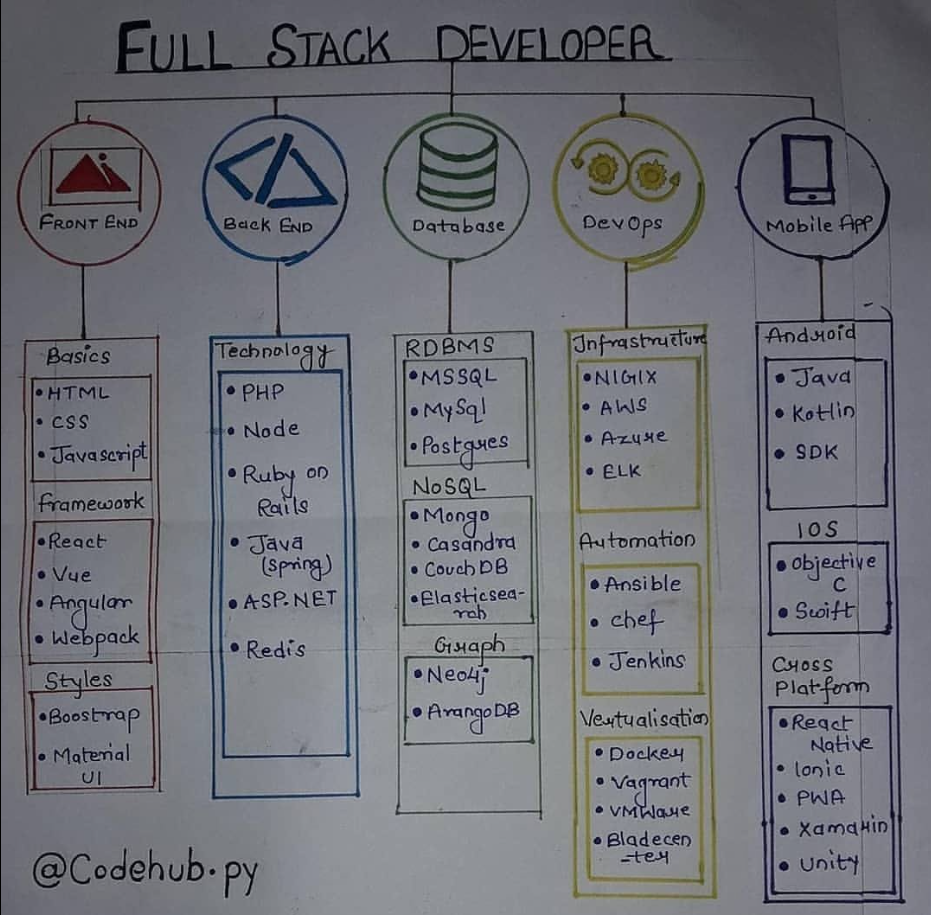 FULL STACK DEVELOPER
FRONT END
Back END
Database
DevOps
Mobile App
Basics
• HTML
• CSS
• Javascript
framework
• React
• Vue
• Angular
• Webpack
Styles
• Boostrap
• Material
UI
Technology
• PHP
• Node
• Ruby on
Rails
• Java
(spring)
• ASP.NET
• Redis
RDBMS
• MSSQL
• MySql
• Postgres
NoSQL
• Mongo
• Casandra
• CouchDB
• Elasticsea-
rch
Graph
• Neo4j
• ArangoDB
Infrastructure
• NIGIX
• AWS
• Azure
• ELK
Automation
• Ansible
• chef
• Jenkins
Vertualisation
• Docker
• Vagrant
• VMWare
• Bladecen
-ter
Android
• Java
• Kotlin
• SDK
IOS
• Objective
C
• Swift
Cross
Platform
• React
Native
• Ionic
• PWA
• Xamarin
• Unity
@Codehub.py